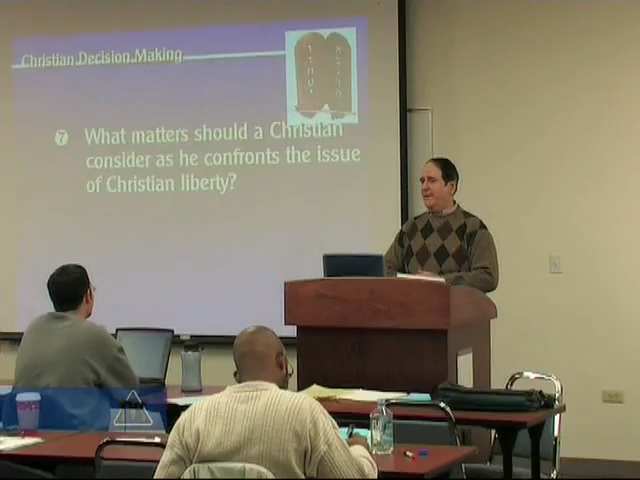 Christian Decision Making
7 What matters should a Christian
consider as he confronts the issue
of Christian liberty?